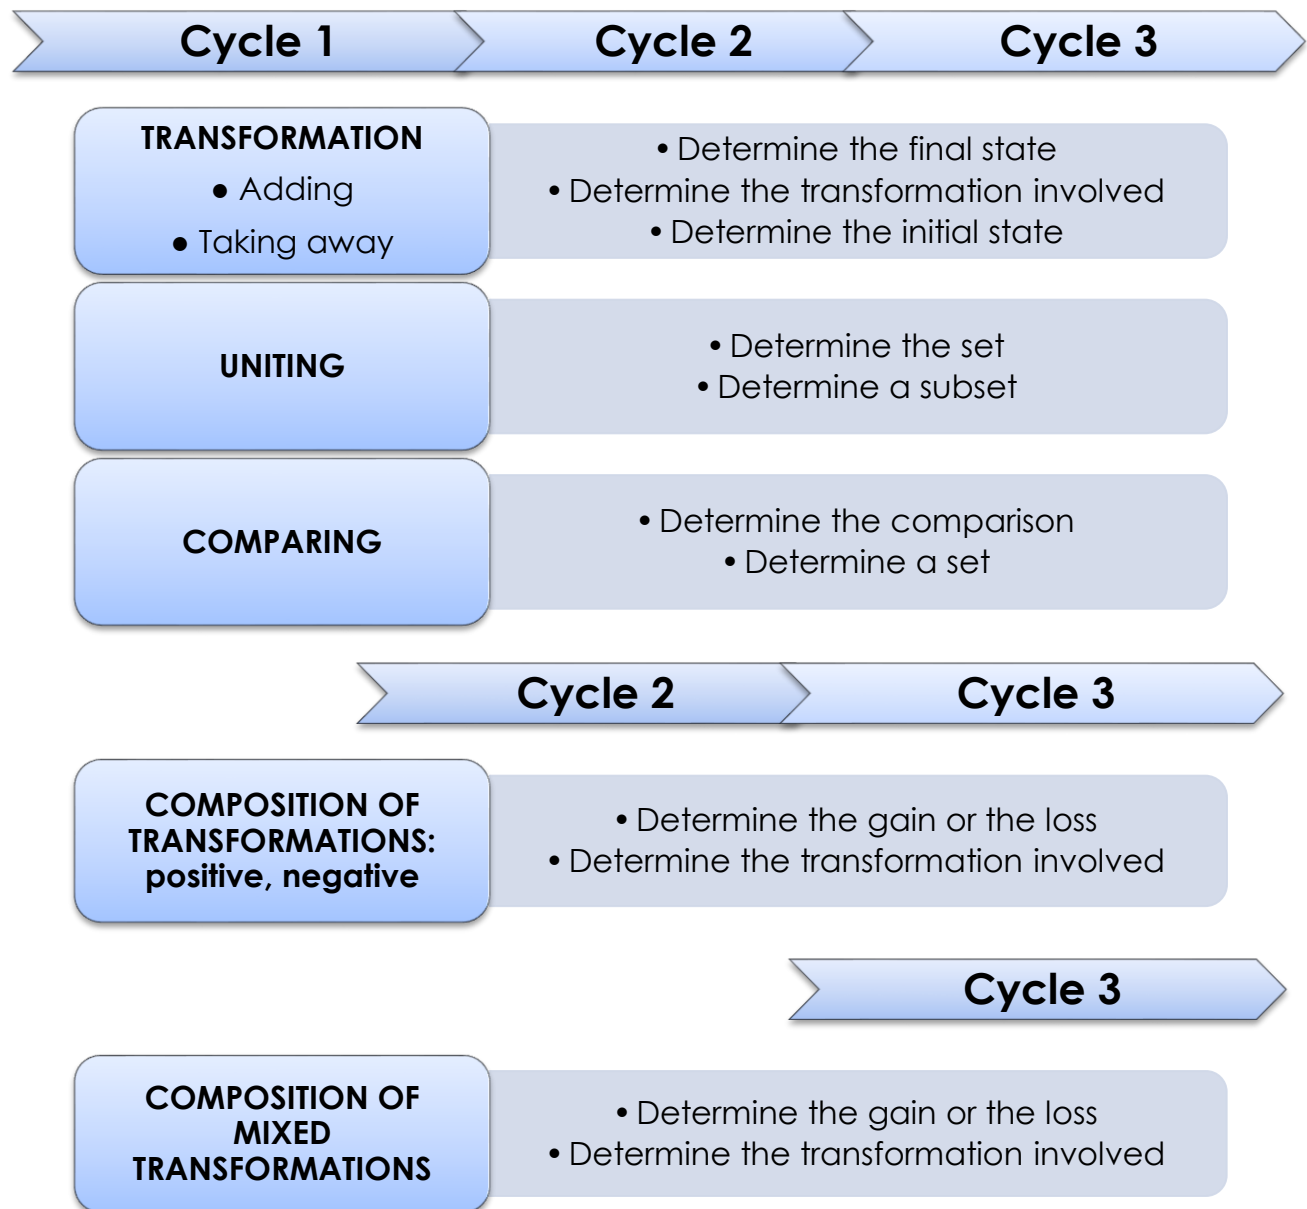 Cycle 1 Cycle 2 Cycle 3
TRANSFORMATION
● Adding
● Taking away
• Determine the final state
• Determine the transformation involved
• Determine the initial state
UNITING
• Determine the set
• Determine a subset
COMPARING
• Determine the comparison
• Determine a set
Cycle 2 Cycle 3
COMPOSITION OF
TRANSFORMATIONS:
positive, negative
• Determine the gain or the loss
• Determine the transformation involved
Cycle 3
COMPOSITION OF
MIXED
TRANSFORMATIONS
• Determine the gain or the loss
• Determine the transformation involved